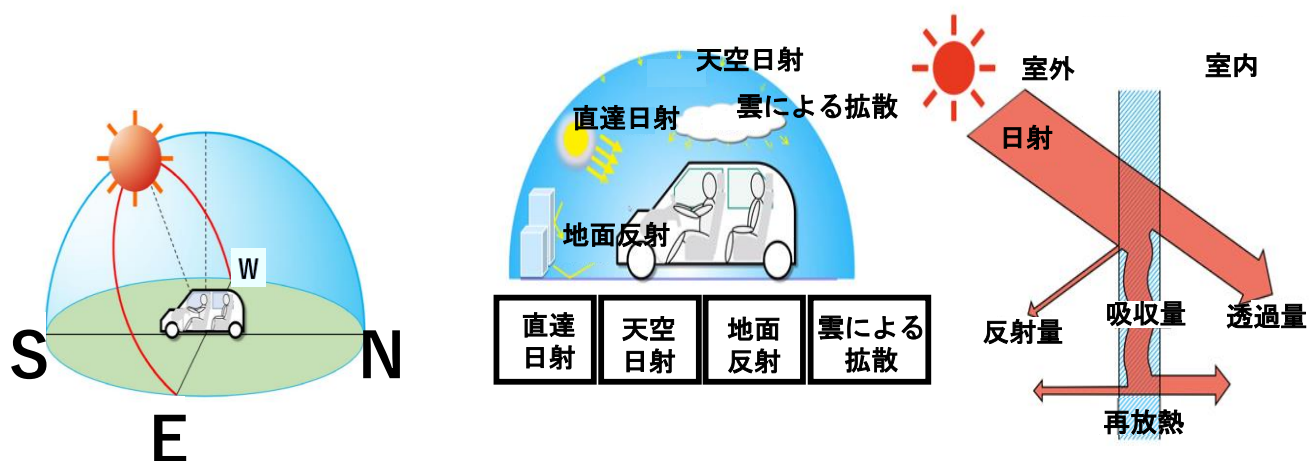 W
S
N
E
天空日射
雲による拡散
直達日射
地面反射
直達
日射
天空
日射
地面
反射
雲による
拡散
室外
室内
日射
吸収量
透過量
反射量
再放熱